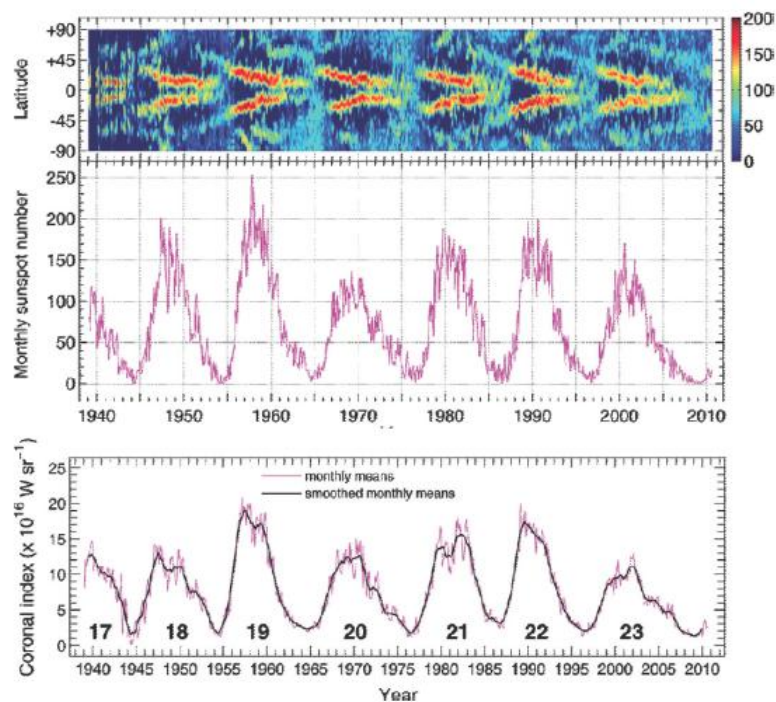 +90
+45
0
-45
-90
Latitude
200
150
100
50
0
250
200
150
100
50
0
Monthly sunspot number
1940 1950 1960 1970 1980 1990 2000 2010
25
20
15
10
5
0
Coronal index (x 10¹⁶ W sr⁻¹)
monthly means
smoothed monthly means
17 18 19 20 21 22 23
1940 1945 1950 1955 1960 1965 1970 1975 1980 1985 1990 1995 2000 2005 2010
Year